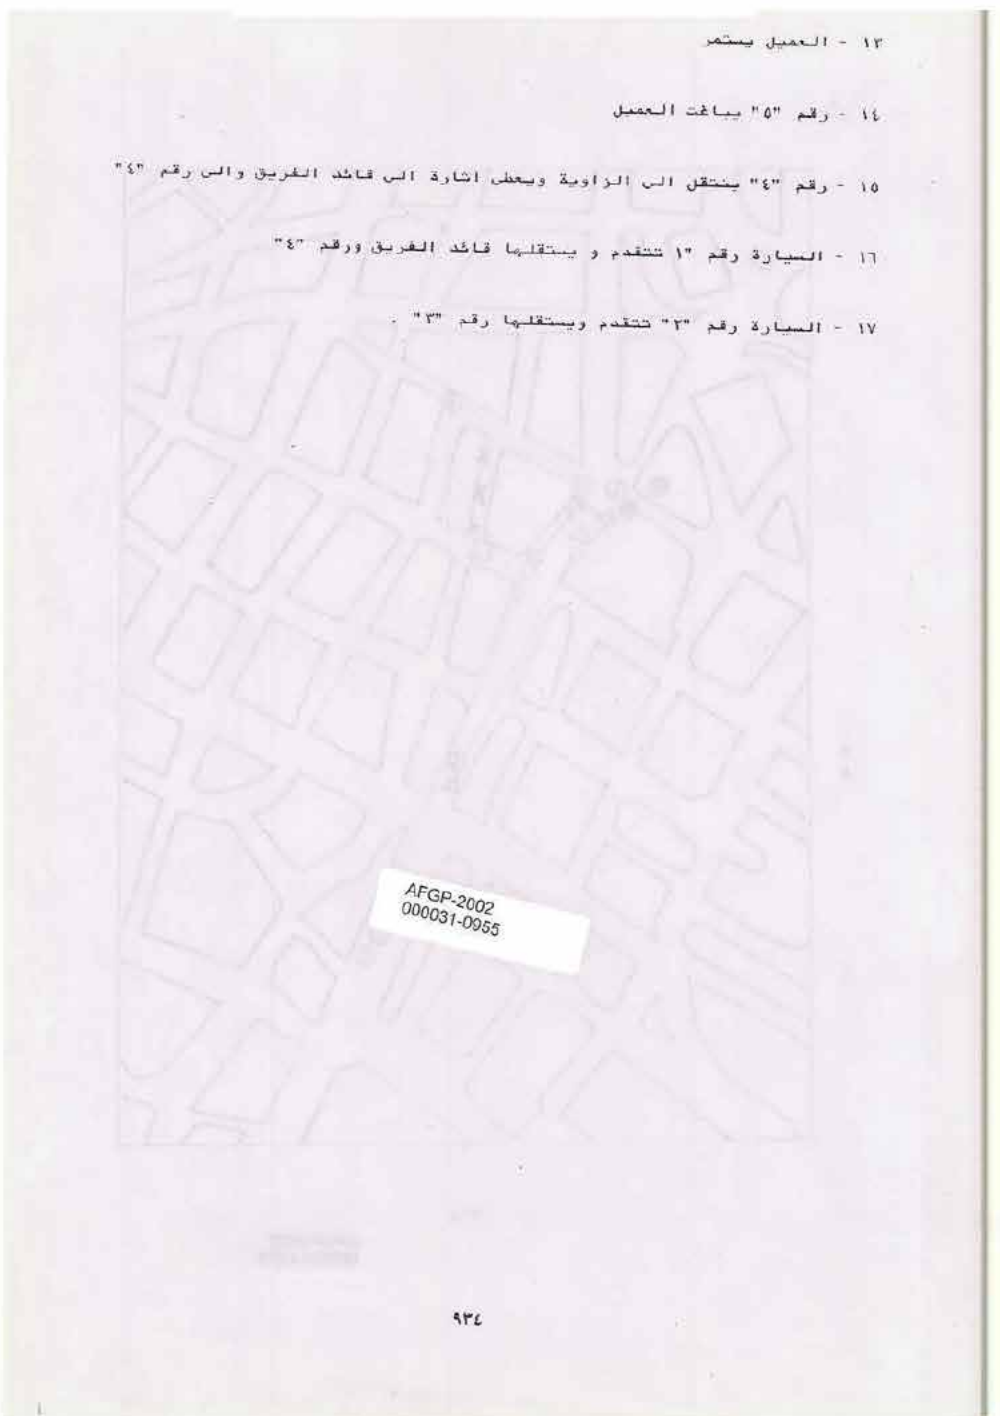 ١٣ - العميل يستمر
١٤ - رقم "٥" يباغت العميل
١٥ - رقم "٤" ينتقل الى الزاوية ويعطى اشارة الى قائد الفريق والى رقم "٤"
١٦ - السيارة رقم "١ تتقدم و يستقلها قائد الفريق ورقم "٤"
١٧ - السيارة رقم "٢" تتقدم ويستقلها رقم "٣" .
AFGP-2002
000031-0955
٩٣٤